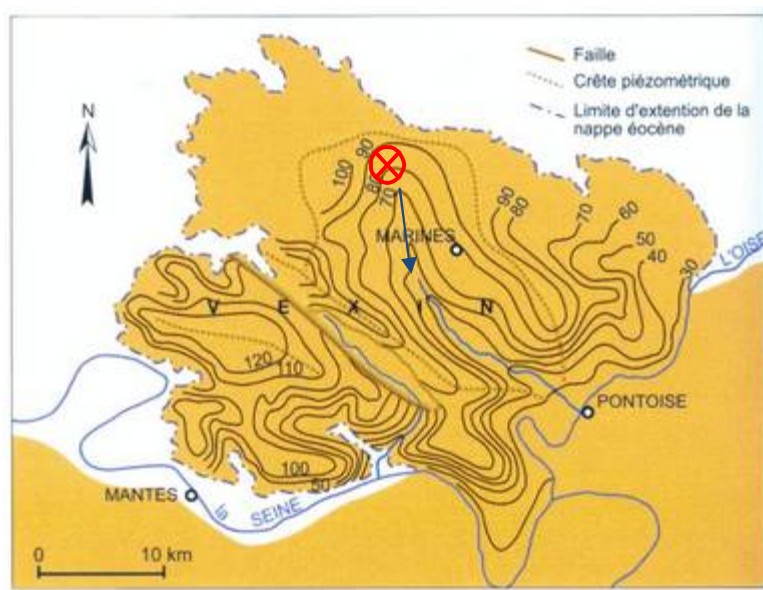 Faille
Crête piézométrique
Limite d'extention de la
nappe éocène
N
90
100
80
70
90
80
70
60
50
40
30
MARINES
L'OISE
V E X I N
120
110
PONTOISE
100
50
MANTES
la SEINE
0 10 km